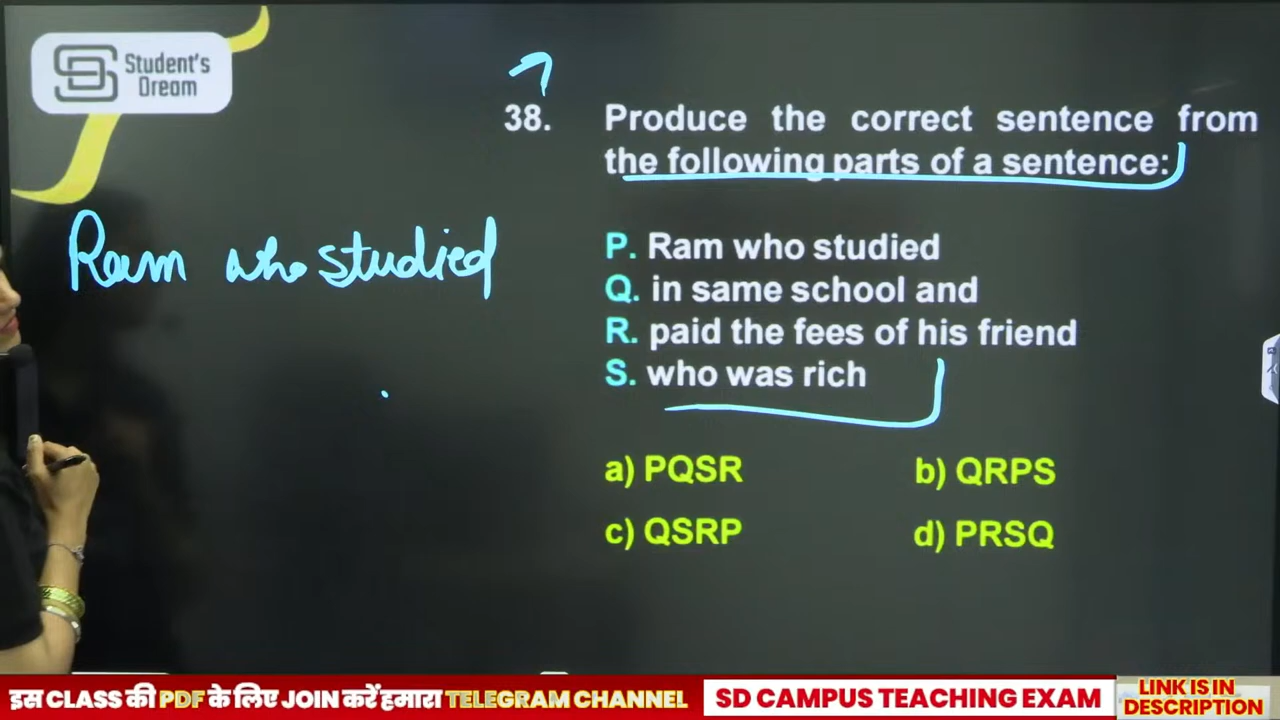 Student's
Dream
38. Produce the correct sentence from
the following parts of a sentence:
Ram who studied
P. Ram who studied
Q. in same school and
R. paid the fees of his friend
S. who was rich
a) PQSR b) QRPS
c) QSRP d) PRSQ
इस CLASS की PDF के लिए JOIN करें हमारा TELEGRAM CHANNEL
SD CAMPUS TEACHING EXAM
LINK IS IN
DESCRIPTION